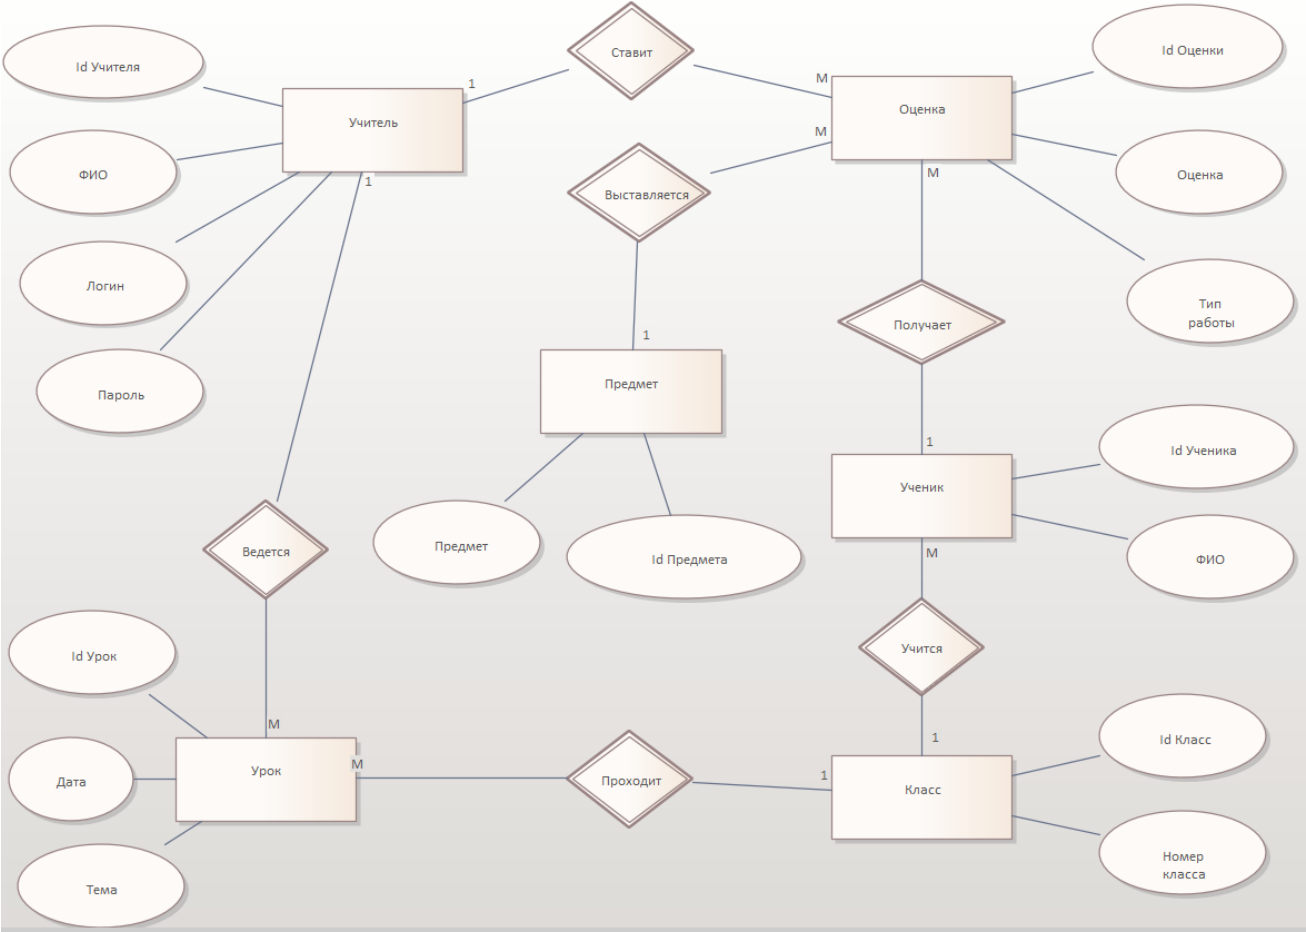 Ставит
Id Оценки
Id Учителя
1
М
Оценка
Учитель
М
Оценка
ФИО
1
М
Выставляется
Логин
Тип
работы
Получает
1
Предмет
Пароль
1
Id Ученика
Ученик
Предмет
Ведется
М
Id Предмета
ФИО
Id Урок
Учится
М
1
Id Класс
Урок
М
Проходит
1
Класс
Дата
Номер
класса
Тема